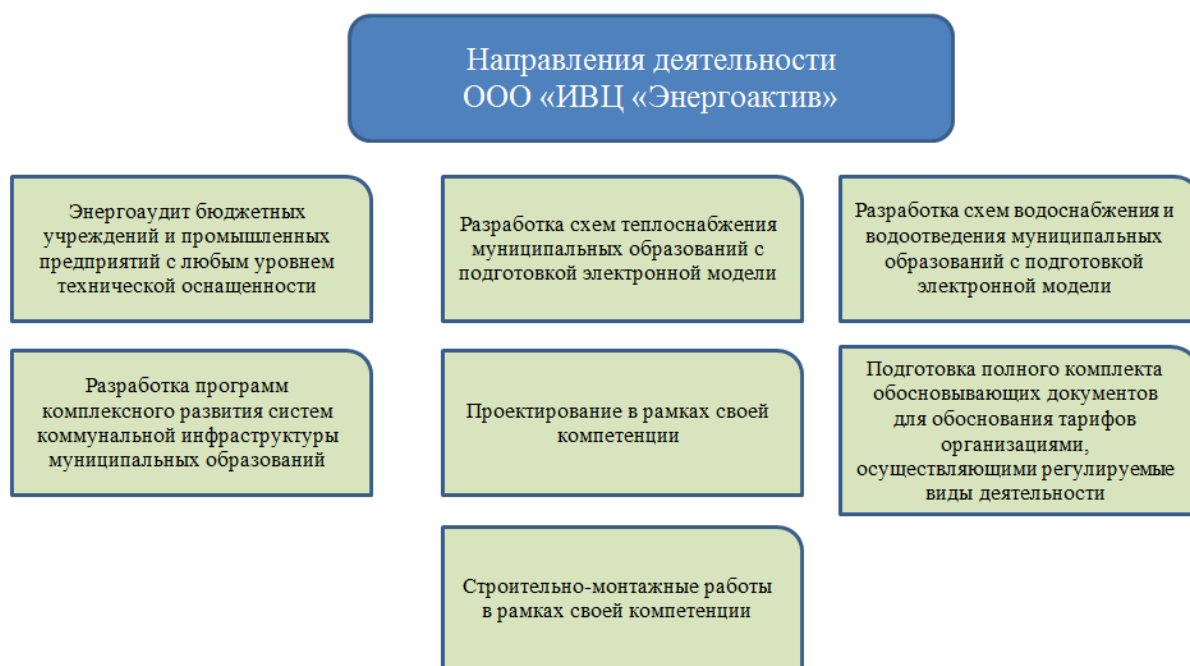 Направления деятельности
ООО «ИВЦ «Энергоактив»
Энергоаудит бюджетных
учреждений и промышленных
предприятий с любым уровнем
технической оснащенности
Разработка схем теплоснабжения
муниципальных образований с
подготовкой электронной модели
Разработка схем водоснабжения и
водоотведения муниципальных
образований с подготовкой
электронной модели
Разработка программ
комплексного развития систем
коммунальной инфраструктуры
муниципальных образований
Проектирование в рамках своей
компетенции
Подготовка полного комплекта
обосновывающих документов
для обоснования тарифов
организациями,
осуществляющими регулируемые
виды деятельности
Строительно-монтажные работы
в рамках своей компетенции